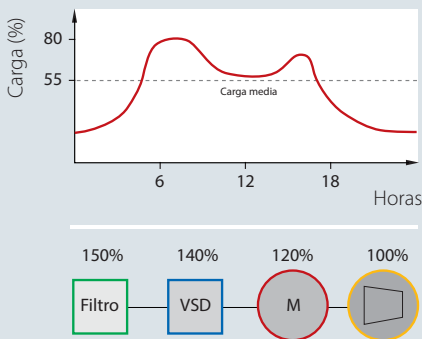 Carga (%)
80
55
Carga media
6 12 18
Horas
150% 140% 120% 100%
Filtro VSD M